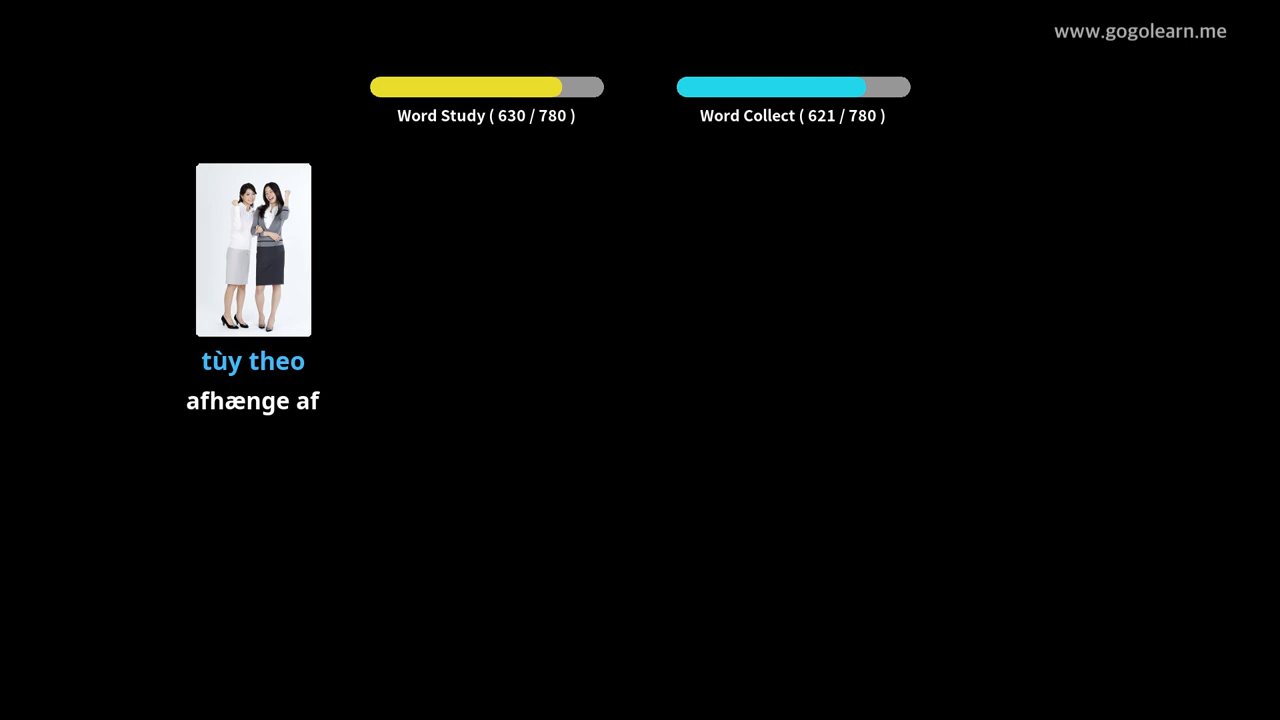 www.gogolearn.me
Word Study ( 630 / 780 )
Word Collect ( 621 / 780 )
tùy theo
afhænge af